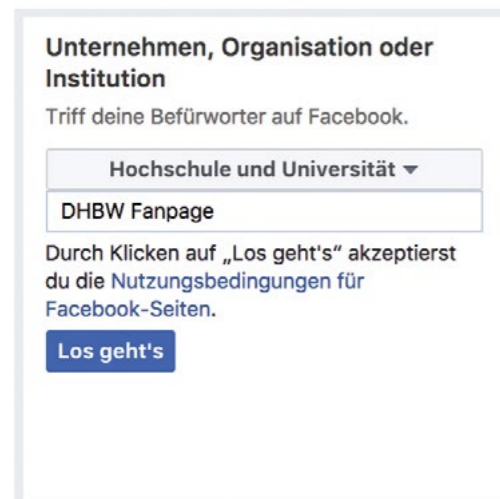 Unternehmen, Organisation oder
Institution
Triff deine Befürworter auf Facebook.
Hochschule und Universität
DHBW Fanpage
Durch Klicken auf „Los geht's“ akzeptierst
du die Nutzungsbedingungen für
Facebook-Seiten.
Los geht's